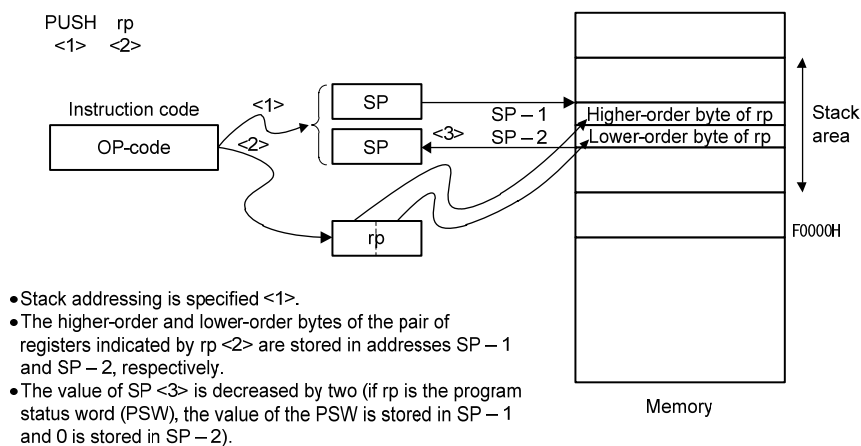 PUSH rp
<1> <2>
Instruction code
OP-code
<1>
<2>
SP
SP
<3>
SP – 1
SP – 2
rp
Higher-order byte of rp
Lower-order byte of rp
Stack
area
F0000H
Memory
•Stack addressing is specified <1>.
•The higher-order and lower-order bytes of the pair of
registers indicated by rp <2> are stored in addresses SP – 1
and SP – 2, respectively.
•The value of SP <3> is decreased by two (if rp is the program
status word (PSW), the value of the PSW is stored in SP – 1
and 0 is stored in SP – 2).